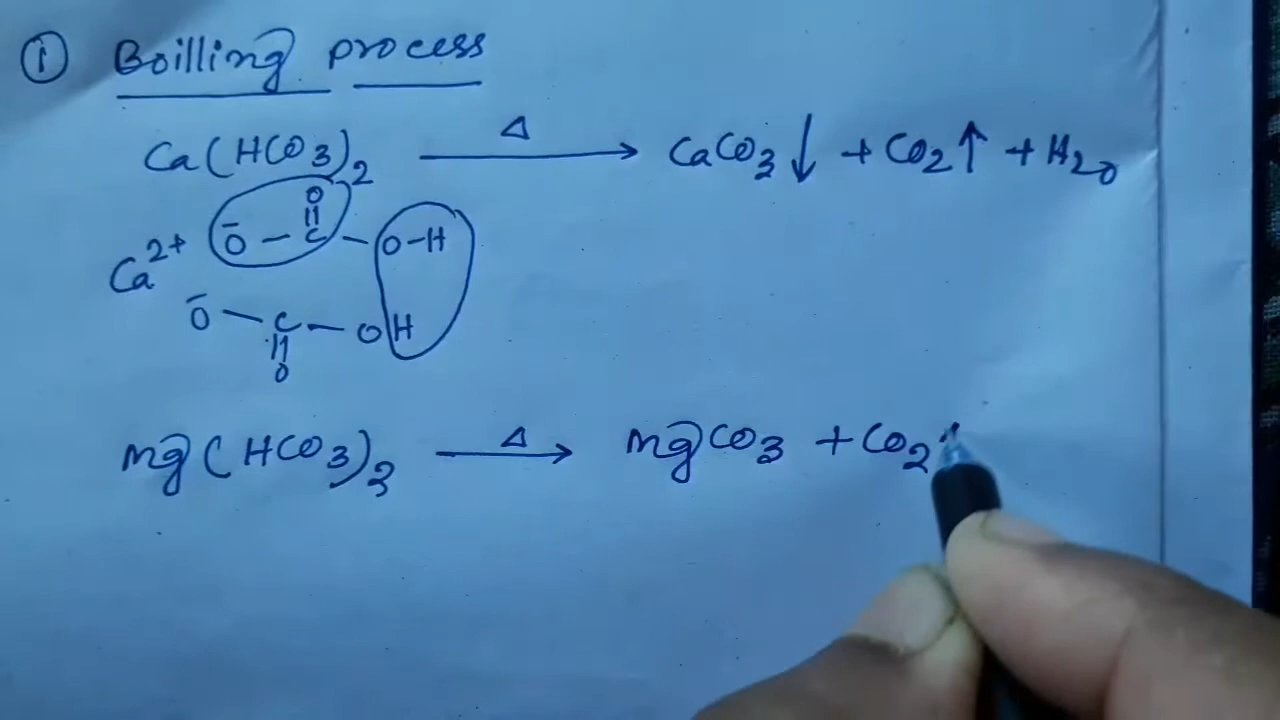 ① Boilling process
Ca(HCO3)2 —Δ→ CaCO3↓ + CO2↑ + H2O
O
||
Ca2+ Ō — C — O-H
Ō — C — OH
||
O
Mg(HCO3)2 —Δ→ MgCO3 + CO2